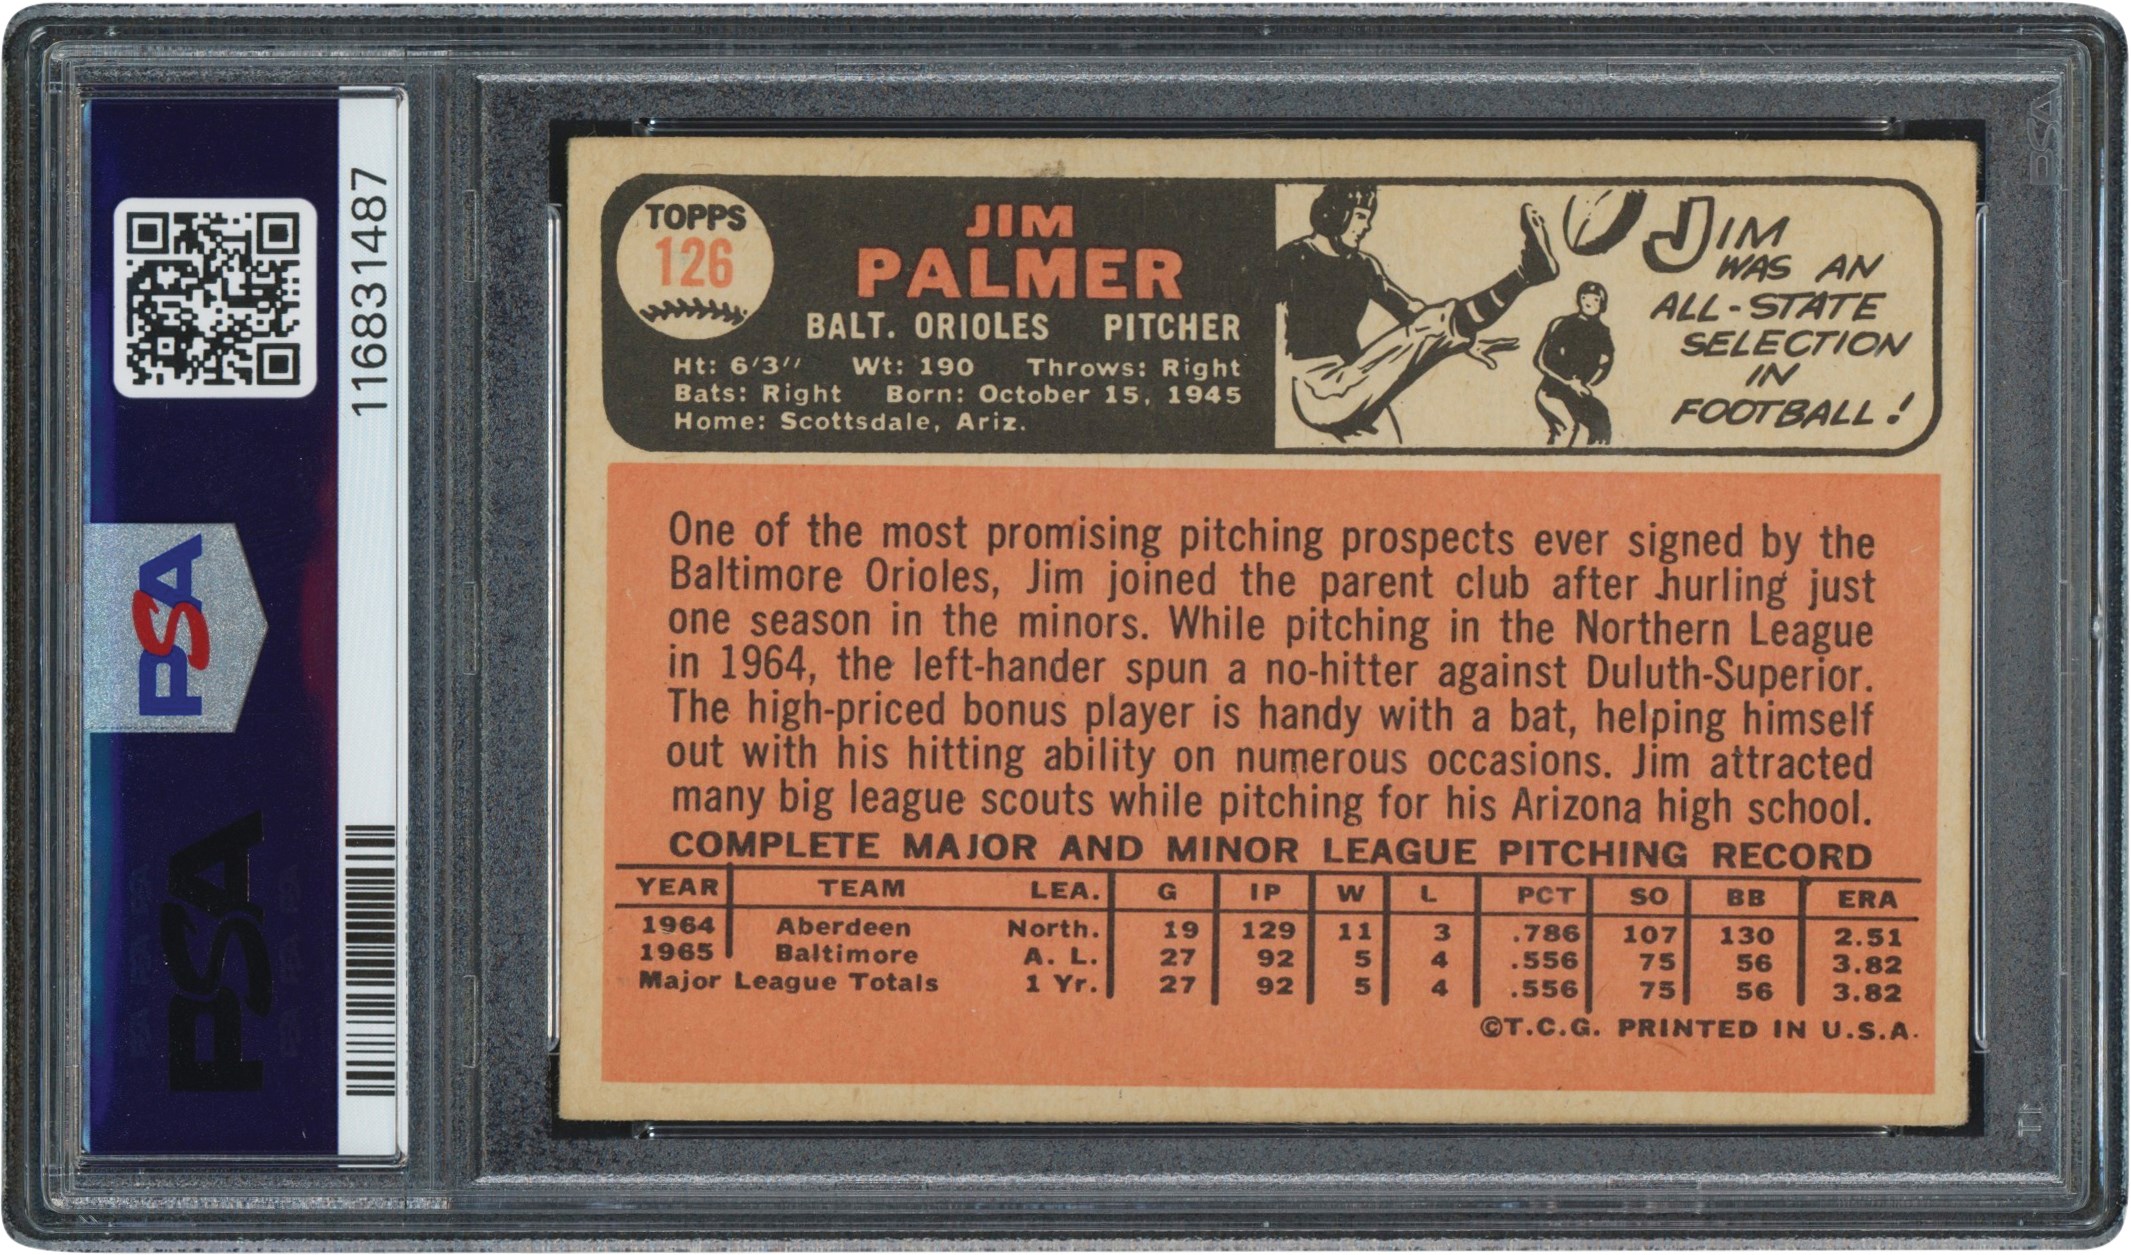 116831487
PSA
PSA
TOPPS
126
JIM
PALMER
BALT. ORIOLES PITCHER
Ht: 6'3" Wt: 190 Throws: Right
Bats: Right Born: October 15, 1945
Home: Scottsdale, Ariz.
JIM
WAS AN
ALL-STATE
SELECTION
IN
FOOTBALL!
One of the most promising pitching prospects ever signed by the
Baltimore Orioles, Jim joined the parent club after hurling just
one season in the minors. While pitching in the Northern League
in 1964, the left-hander spun a no-hitter against Duluth-Superior.
The high-priced bonus player is handy with a bat, helping himself
out with his hitting ability on numerous occasions. Jim attracted
many big league scouts while pitching for his Arizona high school.
COMPLETE MAJOR AND MINOR LEAGUE PITCHING RECORD
YEAR TEAM LEA. G IP W L PCT SO BB ERA
1964 Aberdeen North. 19 129 11 3 .786 107 130 2.51
1965 Baltimore A. L. 27 92 5 4 .556 75 56 3.82
Major League Totals 1 Yr. 27 92 5 4 .556 75 56 3.82
©T.C.G. PRINTED IN U.S.A.
PSA